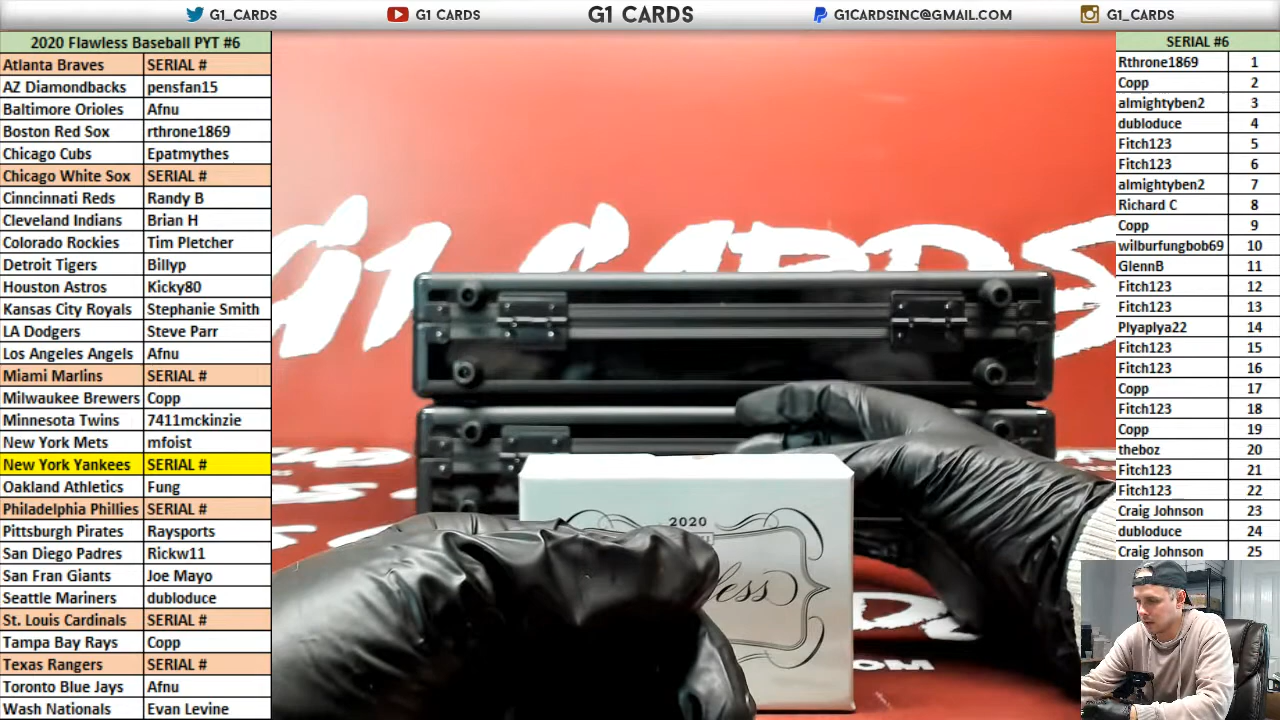 G1_CARDS
G1 CARDS
G1 CARDS
G1CARDSINC@GMAIL.COM
G1_CARDS
2020 Flawless Baseball PYT #6
Atlanta Braves SERIAL #
AZ Diamondbacks pensfan15
Baltimore Orioles Afnu
Boston Red Sox rthrone1869
Chicago Cubs Epatmythes
Chicago White Sox SERIAL #
Cinncinnati Reds Randy B
Cleveland Indians Brian H
Colorado Rockies Tim Pletcher
Detroit Tigers Billyp
Houston Astros Kicky80
Kansas City Royals Stephanie Smith
LA Dodgers Steve Parr
Los Angeles Angels Afnu
Miami Marlins SERIAL #
Milwaukee Brewers Copp
Minnesota Twins 7411mckinzie
New York Mets mfoist
New York Yankees SERIAL #
Oakland Athletics Fung
Philadelphia Phillies SERIAL #
Pittsburgh Pirates Raysports
San Diego Padres Rickw11
San Fran Giants Joe Mayo
Seattle Mariners dubloduce
St. Louis Cardinals SERIAL #
Tampa Bay Rays Copp
Texas Rangers SERIAL #
Toronto Blue Jays Afnu
Wash Nationals Evan Levine
G1 CARDS
2020
SERIAL #6
Rthrone1869 1
Copp 2
almightyben2 3
dubloduce 4
Fitch123 5
Fitch123 6
almightyben2 7
Richard C 8
Copp 9
wilburfungbob69 10
GlennB 11
Fitch123 12
Fitch123 13
Plyaplya22 14
Fitch123 15
Fitch123 16
Copp 17
Fitch123 18
Copp 19
theboz 20
Fitch123 21
Fitch123 22
Craig Johnson 23
dubloduce 24
Craig Johnson 25